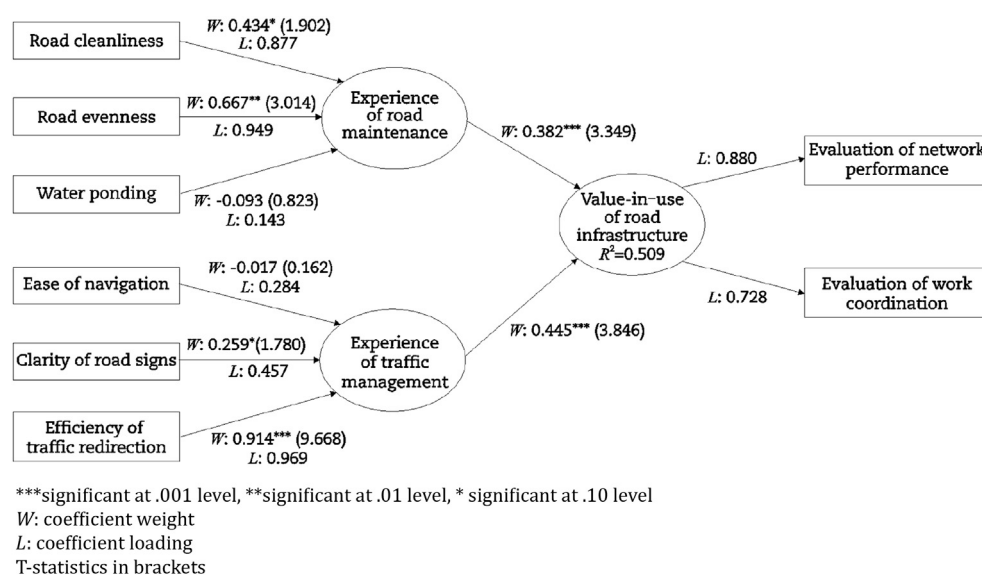 Road cleanliness
W: 0.434* (1.902)
L: 0.877
Road evenness
W: 0.667** (3.014)
L: 0.949
Water ponding
W: -0.093 (0.823)
L: 0.143
Experience
of road
maintenance
W: 0.382*** (3.349)
Ease of navigation
W: -0.017 (0.162)
L: 0.284
Clarity of road signs
W: 0.259*(1.780)
L: 0.457
Efficiency of
traffic redirection
W: 0.914*** (9.668)
L: 0.969
Experience
of traffic
management
W: 0.445*** (3.846)
Value-in-use
of road
infrastructure
R²=0.509
L: 0.880
Evaluation of network
performance
L: 0.728
Evaluation of work
coordination
***significant at .001 level, **significant at .01 level, * significant at .10 level
W: coefficient weight
L: coefficient loading
T-statistics in brackets